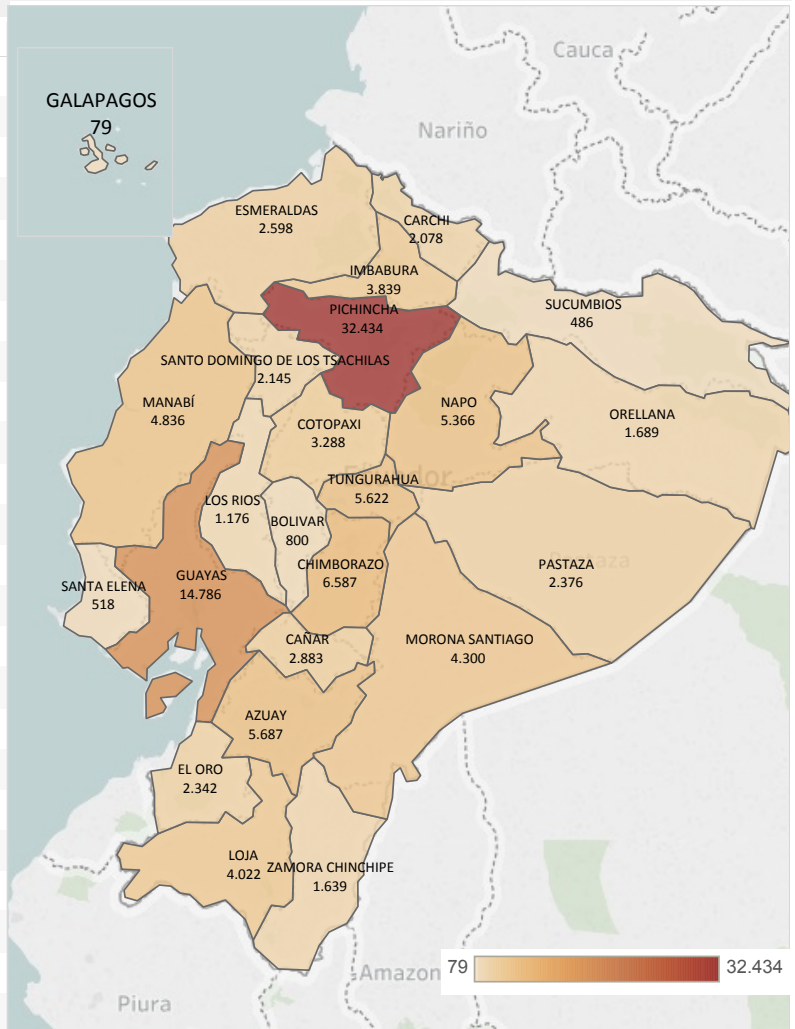 Cauca
GALAPAGOS
79
Nariño
ESMERALDAS
2.598
CARCHI
2.078
IMBABURA
3.839
SUCUMBIOS
486
PICHINCHA
32.434
SANTO DOMINGO DE LOS TSACHILAS
2.145
MANABÍ
4.836
NAPO
5.366
ORELLANA
1.689
COTOPAXI
3.288
Ecuador
TUNGURAHUA
5.622
LOS RIOS
1.176
BOLIVAR
800
CHIMBORAZO
6.587
Pastaza
PASTAZA
2.376
SANTA ELENA
518
GUAYAS
14.786
CAÑAR
2.883
MORONA SANTIAGO
4.300
AZUAY
5.687
EL ORO
2.342
LOJA
4.022
ZAMORA CHINCHIPE
1.639
79
32.434
Amazon
Piura